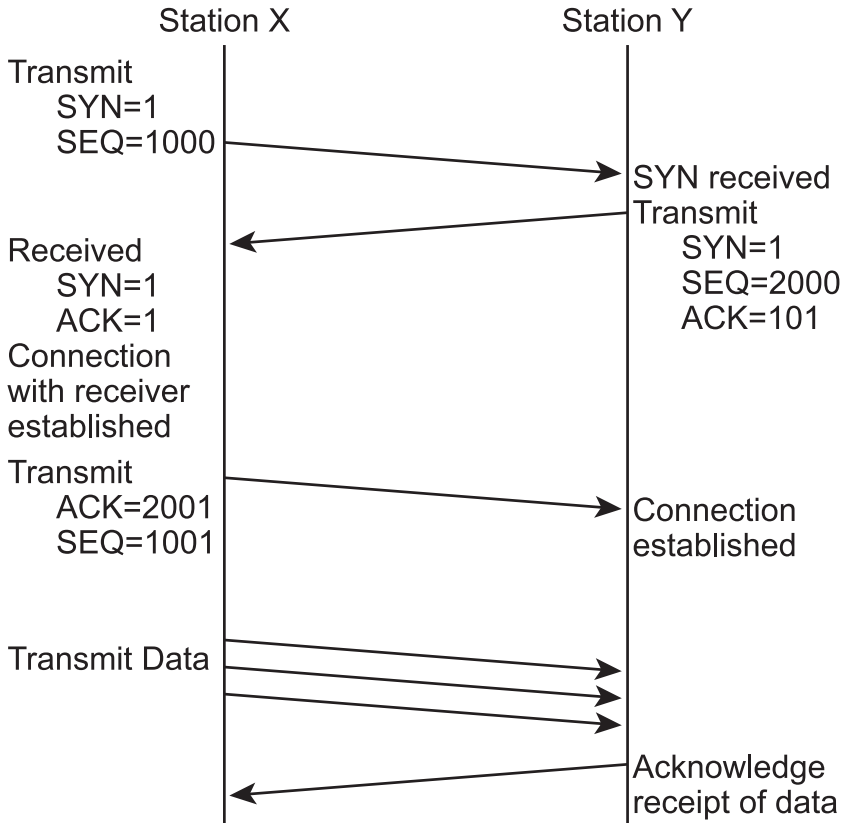 Station X
Station Y
Transmit
SYN=1
SEQ=1000
SYN received
Transmit
SYN=1
SEQ=2000
ACK=101
Received
SYN=1
ACK=1
Connection
with receiver
established
Transmit
ACK=2001
SEQ=1001
Connection
established
Transmit Data
Acknowledge
receipt of data